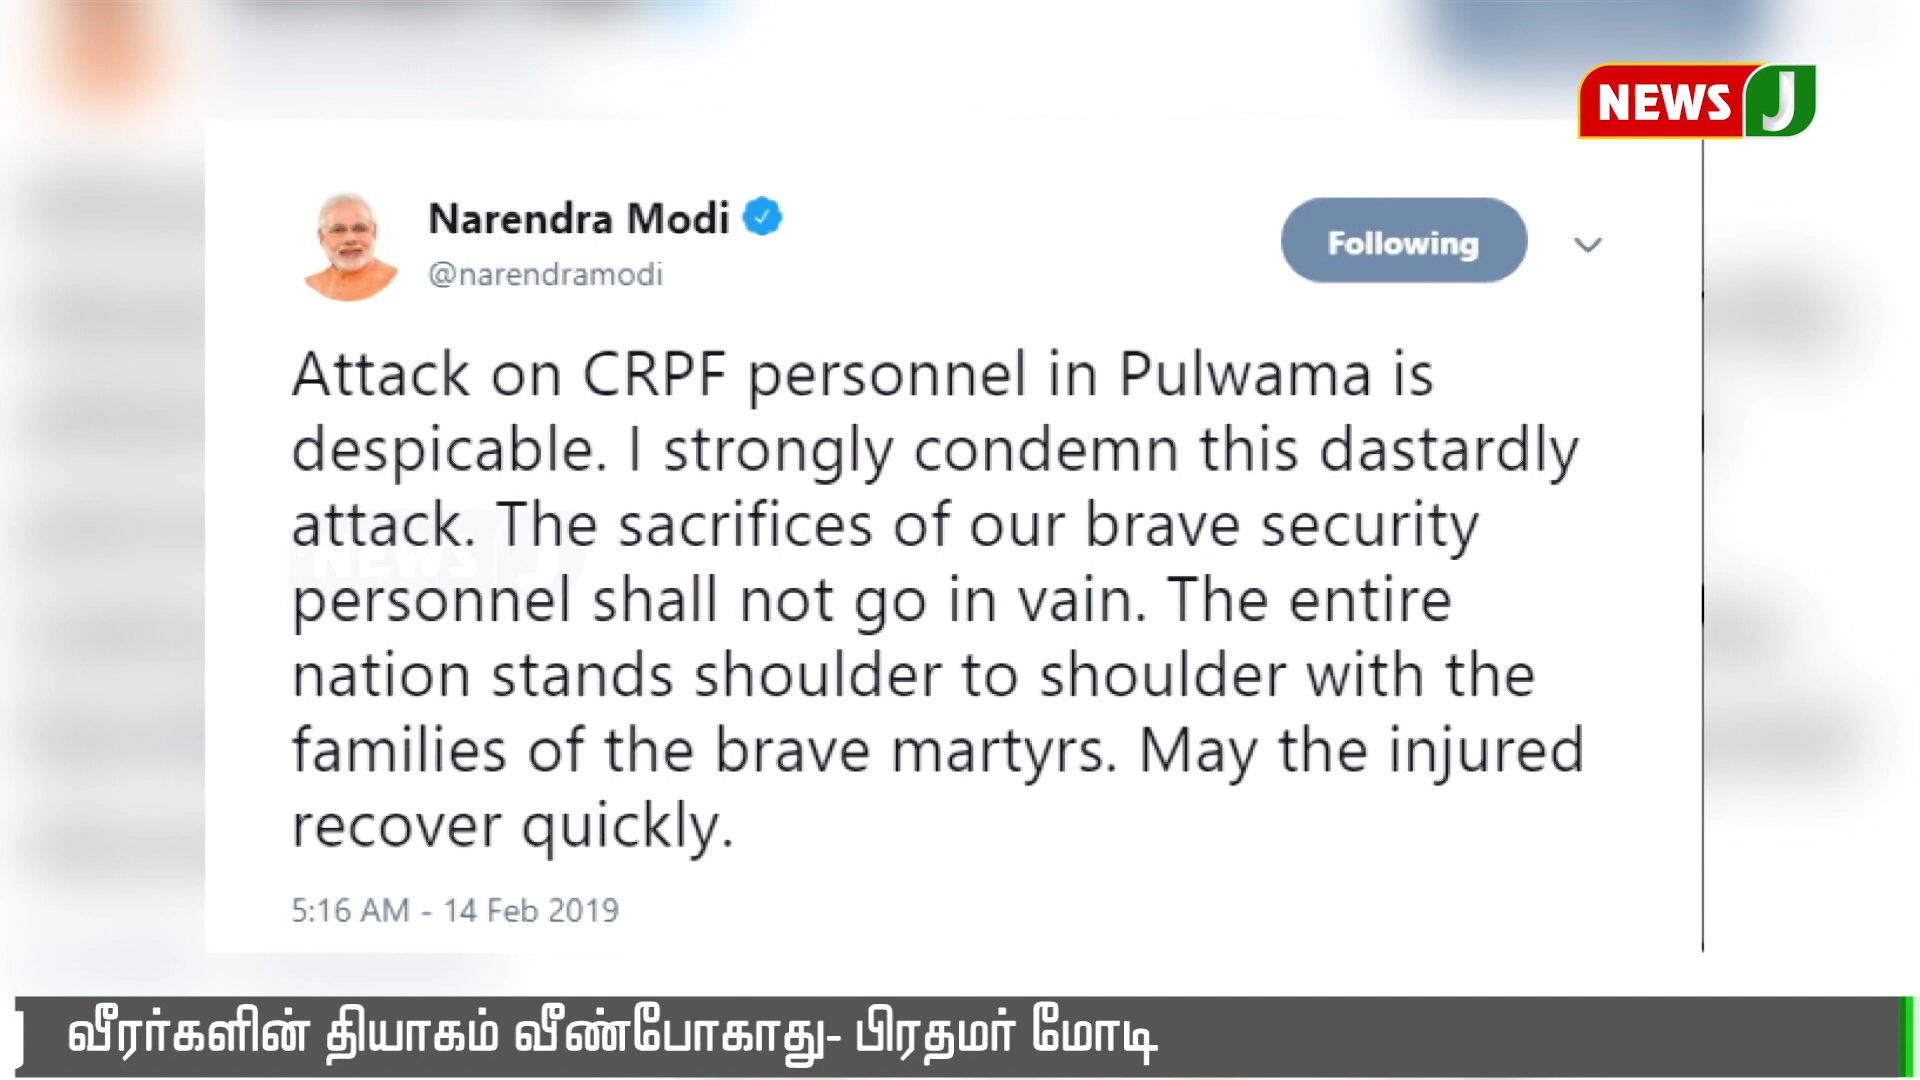 NEWS J
Narendra Modi
@narendramodi
Following
Attack on CRPF personnel in Pulwama is
despicable. I strongly condemn this dastardly
attack. The sacrifices of our brave security
personnel shall not go in vain. The entire
nation stands shoulder to shoulder with the
families of the brave martyrs. May the injured
recover quickly.
NEWS J
5:16 AM - 14 Feb 2019
வீரர்களின் தியாகம் வீண்போகாது- பிரதமர் மோடி